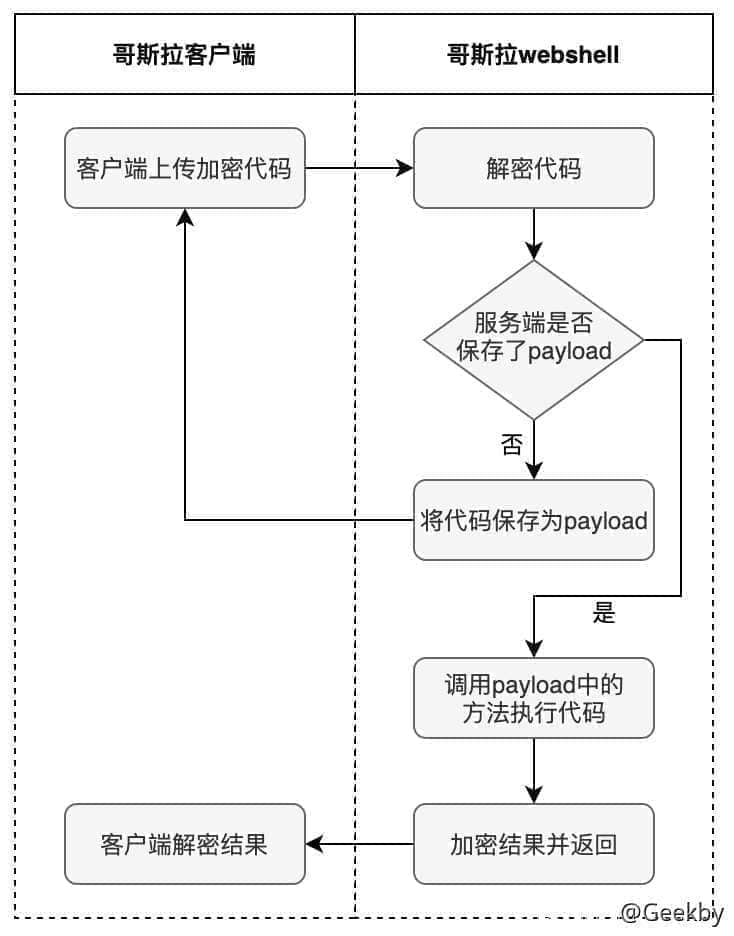 哥斯拉客户端
哥斯拉webshell
客户端上传加密代码
解密代码
服务端是否
保存了payload
否
将代码保存为payload
是
调用payload中的
方法执行代码
客户端解密结果
加密结果并返回
@Geekby